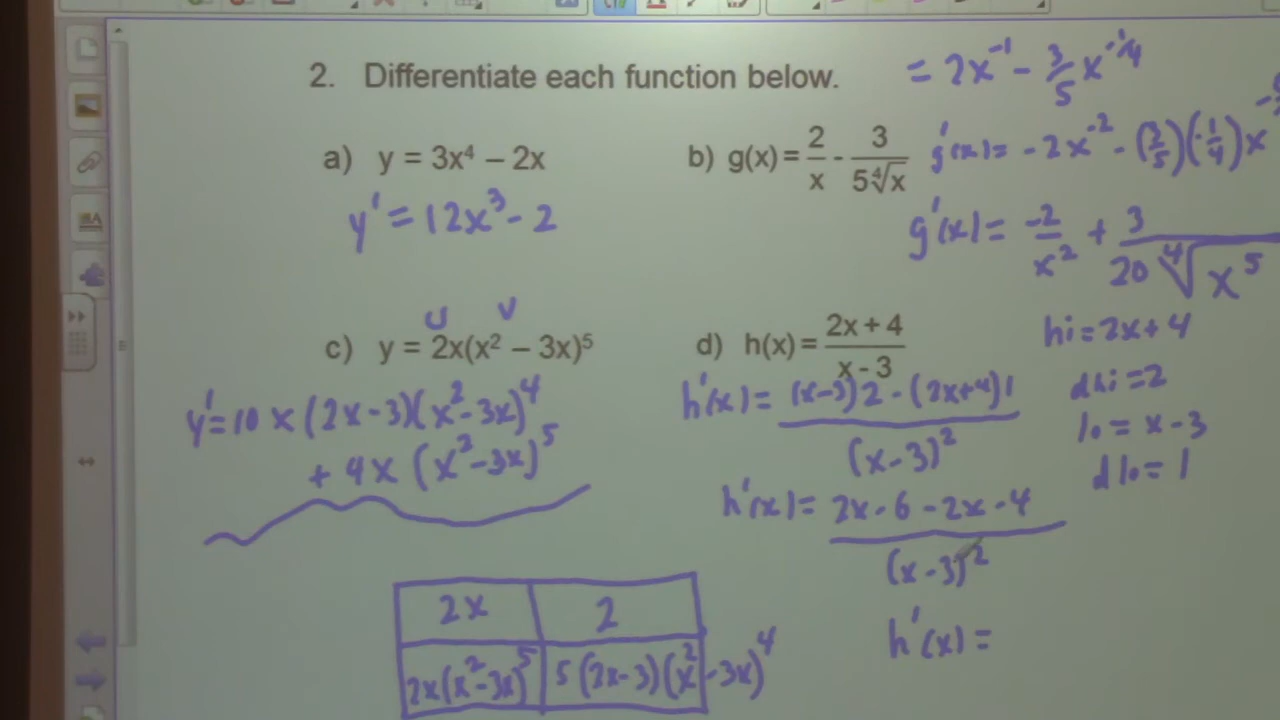 2. Differentiate each function below.
a) y = 3x⁴ – 2x
y' = 12x³ - 2
b) g(x) = 2/x - 3/(5∜x)
= 2x⁻¹ - 3/5 x^(-1/4)
g'(x) = -2x⁻² - (3/5)(-1/4)x
g'(x) = -2/x² + 3/(20 ∜x⁵)
c) y = 2x(x² – 3x)⁵
U V
y' = 10x(2x-3)(x²-3x)⁴
+ 4x (x²-3x)⁵
2x 2
2x(x²-3x)⁵ 5(2x-3)(x²-3x)⁴
d) h(x) = (2x + 4)/(x - 3)
h'(x) = ((x-3)2 - (2x+4)1)/(x-3)²
h'(x) = (2x-6-2x-4)/(x-3)²
h'(x) =
hi = 2x+4
dhi = 2
lo = x-3
dlo = 1